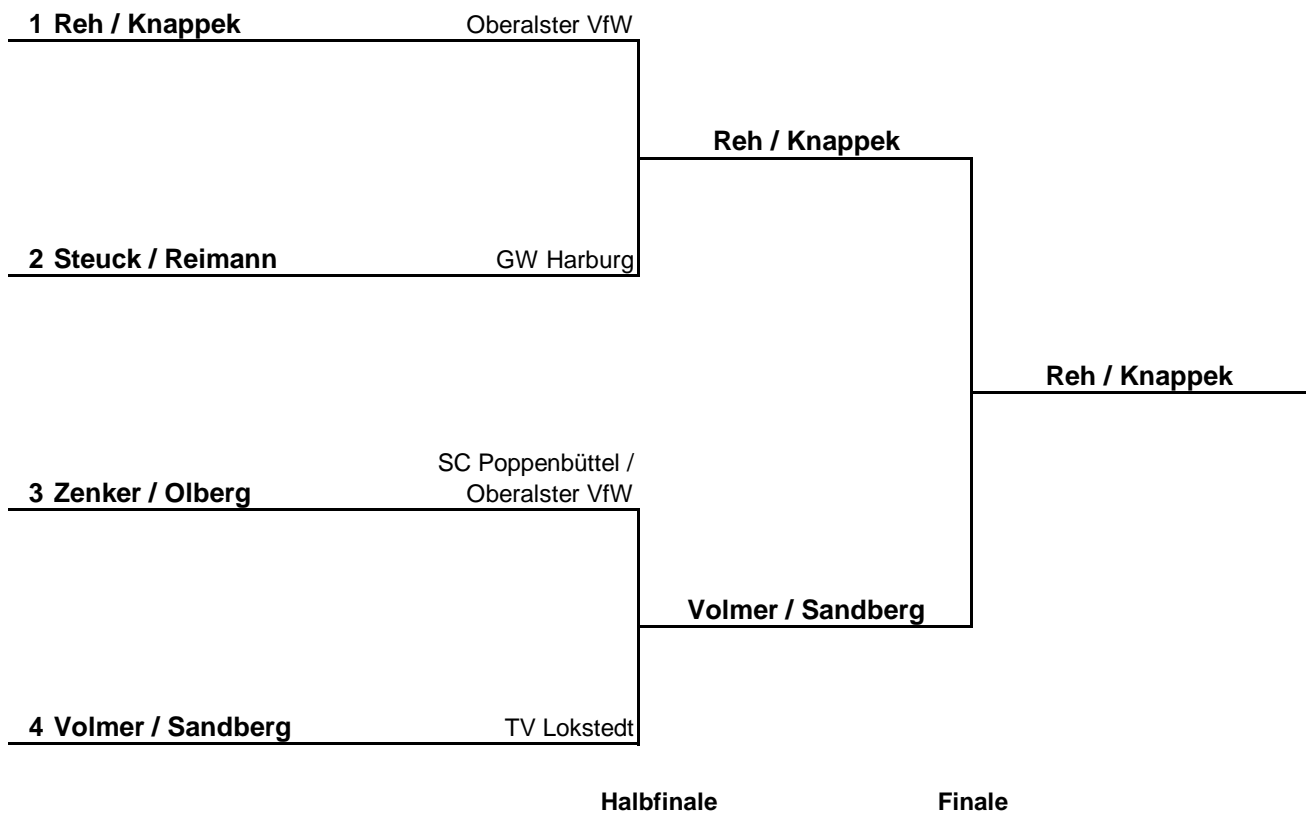 1 Reh / Knappek Oberalster VfW
Reh / Knappek
2 Steuck / Reimann GW Harburg
Reh / Knappek
SC Poppenbüttel /
3 Zenker / Olberg Oberalster VfW
Volmer / Sandberg
4 Volmer / Sandberg TV Lokstedt
Halbfinale Finale